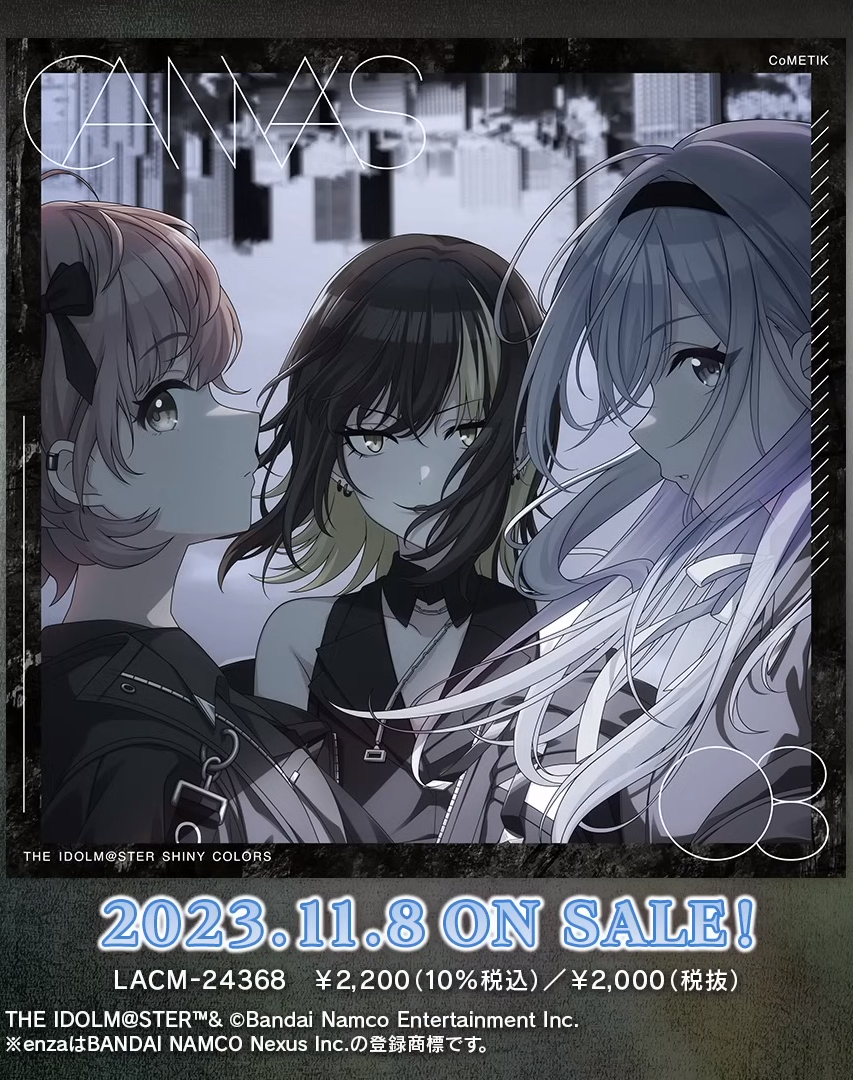 CANVAS
CoMETIK
08
THE IDOLM@STER SHINY COLORS
2023.11.8 ON SALE!
LACM-24368 ¥2,200(10%税込)/¥2,000(税抜)
THE IDOLM@STER™& ©Bandai Namco Entertainment Inc.
※enzaはBANDAI NAMCO Nexus Inc.の登録商標です。